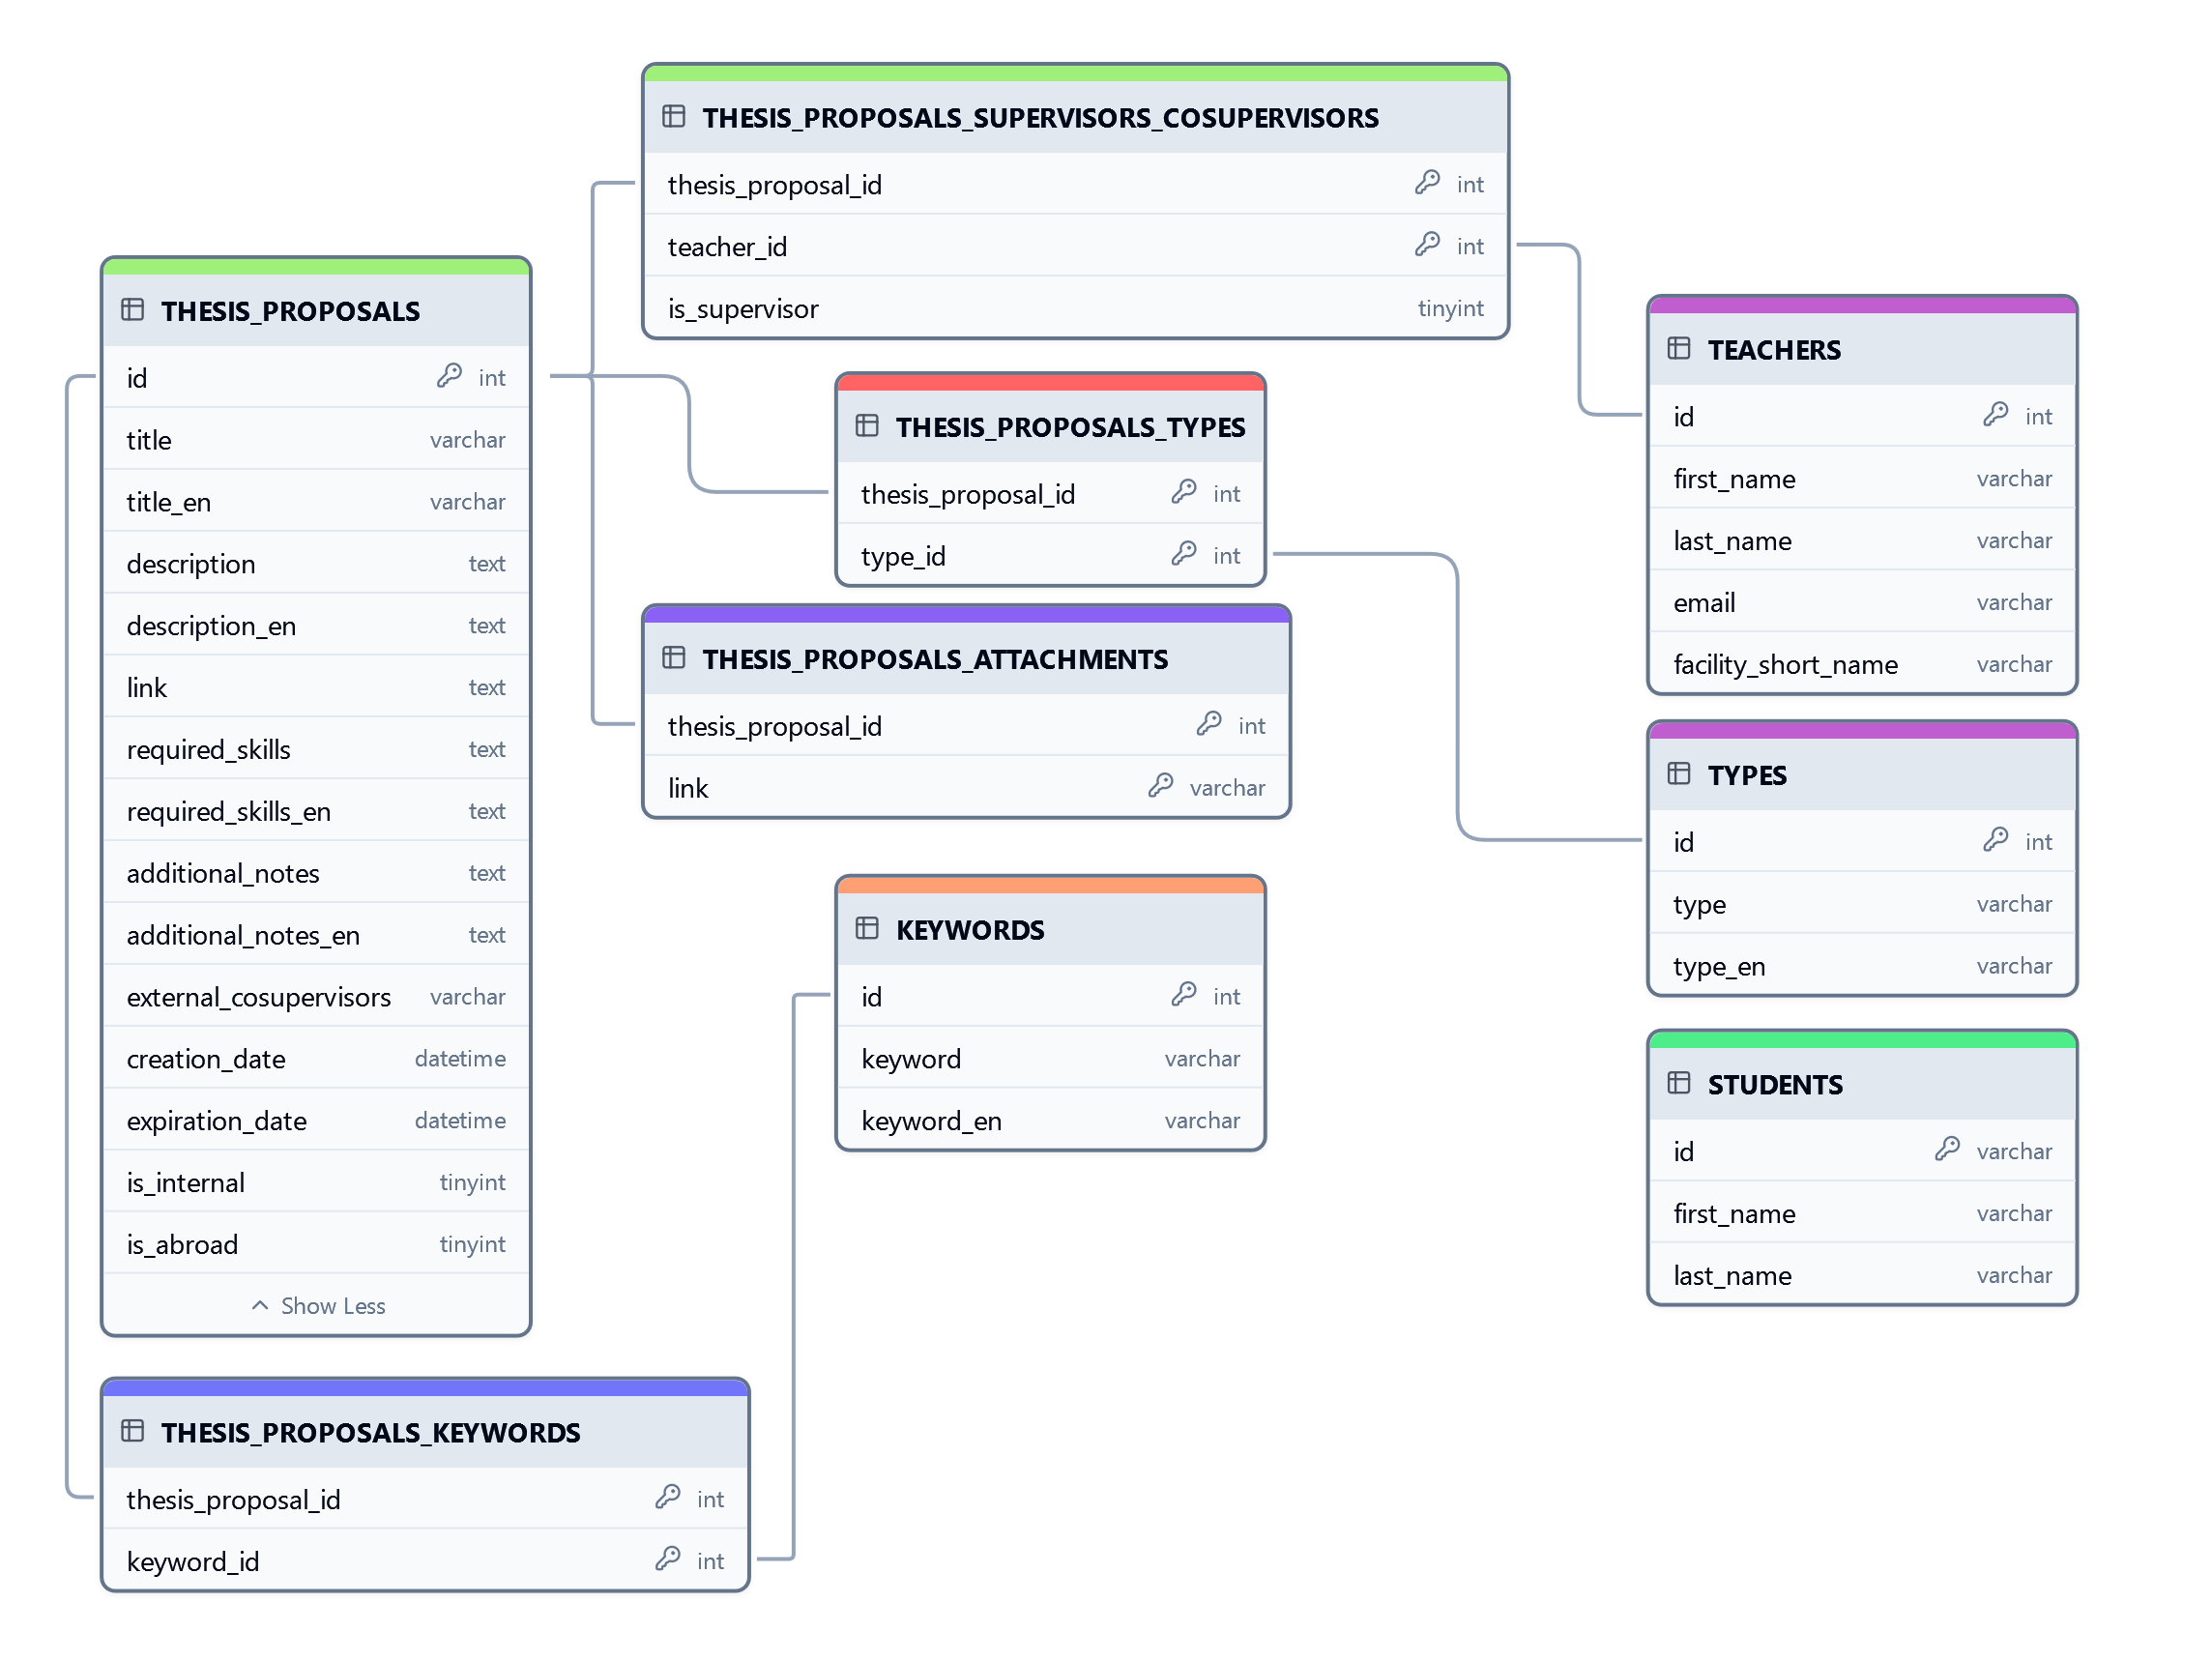 THESIS_PROPOSALS_SUPERVISORS_COSUPERVISORS
thesis_proposal_id int
teacher_id int
is_supervisor tinyint
THESIS_PROPOSALS
id int
title varchar
title_en varchar
description text
description_en text
link text
required_skills text
required_skills_en text
additional_notes text
additional_notes_en text
external_cosupervisors varchar
creation_date datetime
expiration_date datetime
is_internal tinyint
is_abroad tinyint
Show Less
THESIS_PROPOSALS_TYPES
thesis_proposal_id int
type_id int
THESIS_PROPOSALS_ATTACHMENTS
thesis_proposal_id int
link varchar
KEYWORDS
id int
keyword varchar
keyword_en varchar
TEACHERS
id int
first_name varchar
last_name varchar
email varchar
facility_short_name varchar
TYPES
id int
type varchar
type_en varchar
STUDENTS
id varchar
first_name varchar
last_name varchar
THESIS_PROPOSALS_KEYWORDS
thesis_proposal_id int
keyword_id int